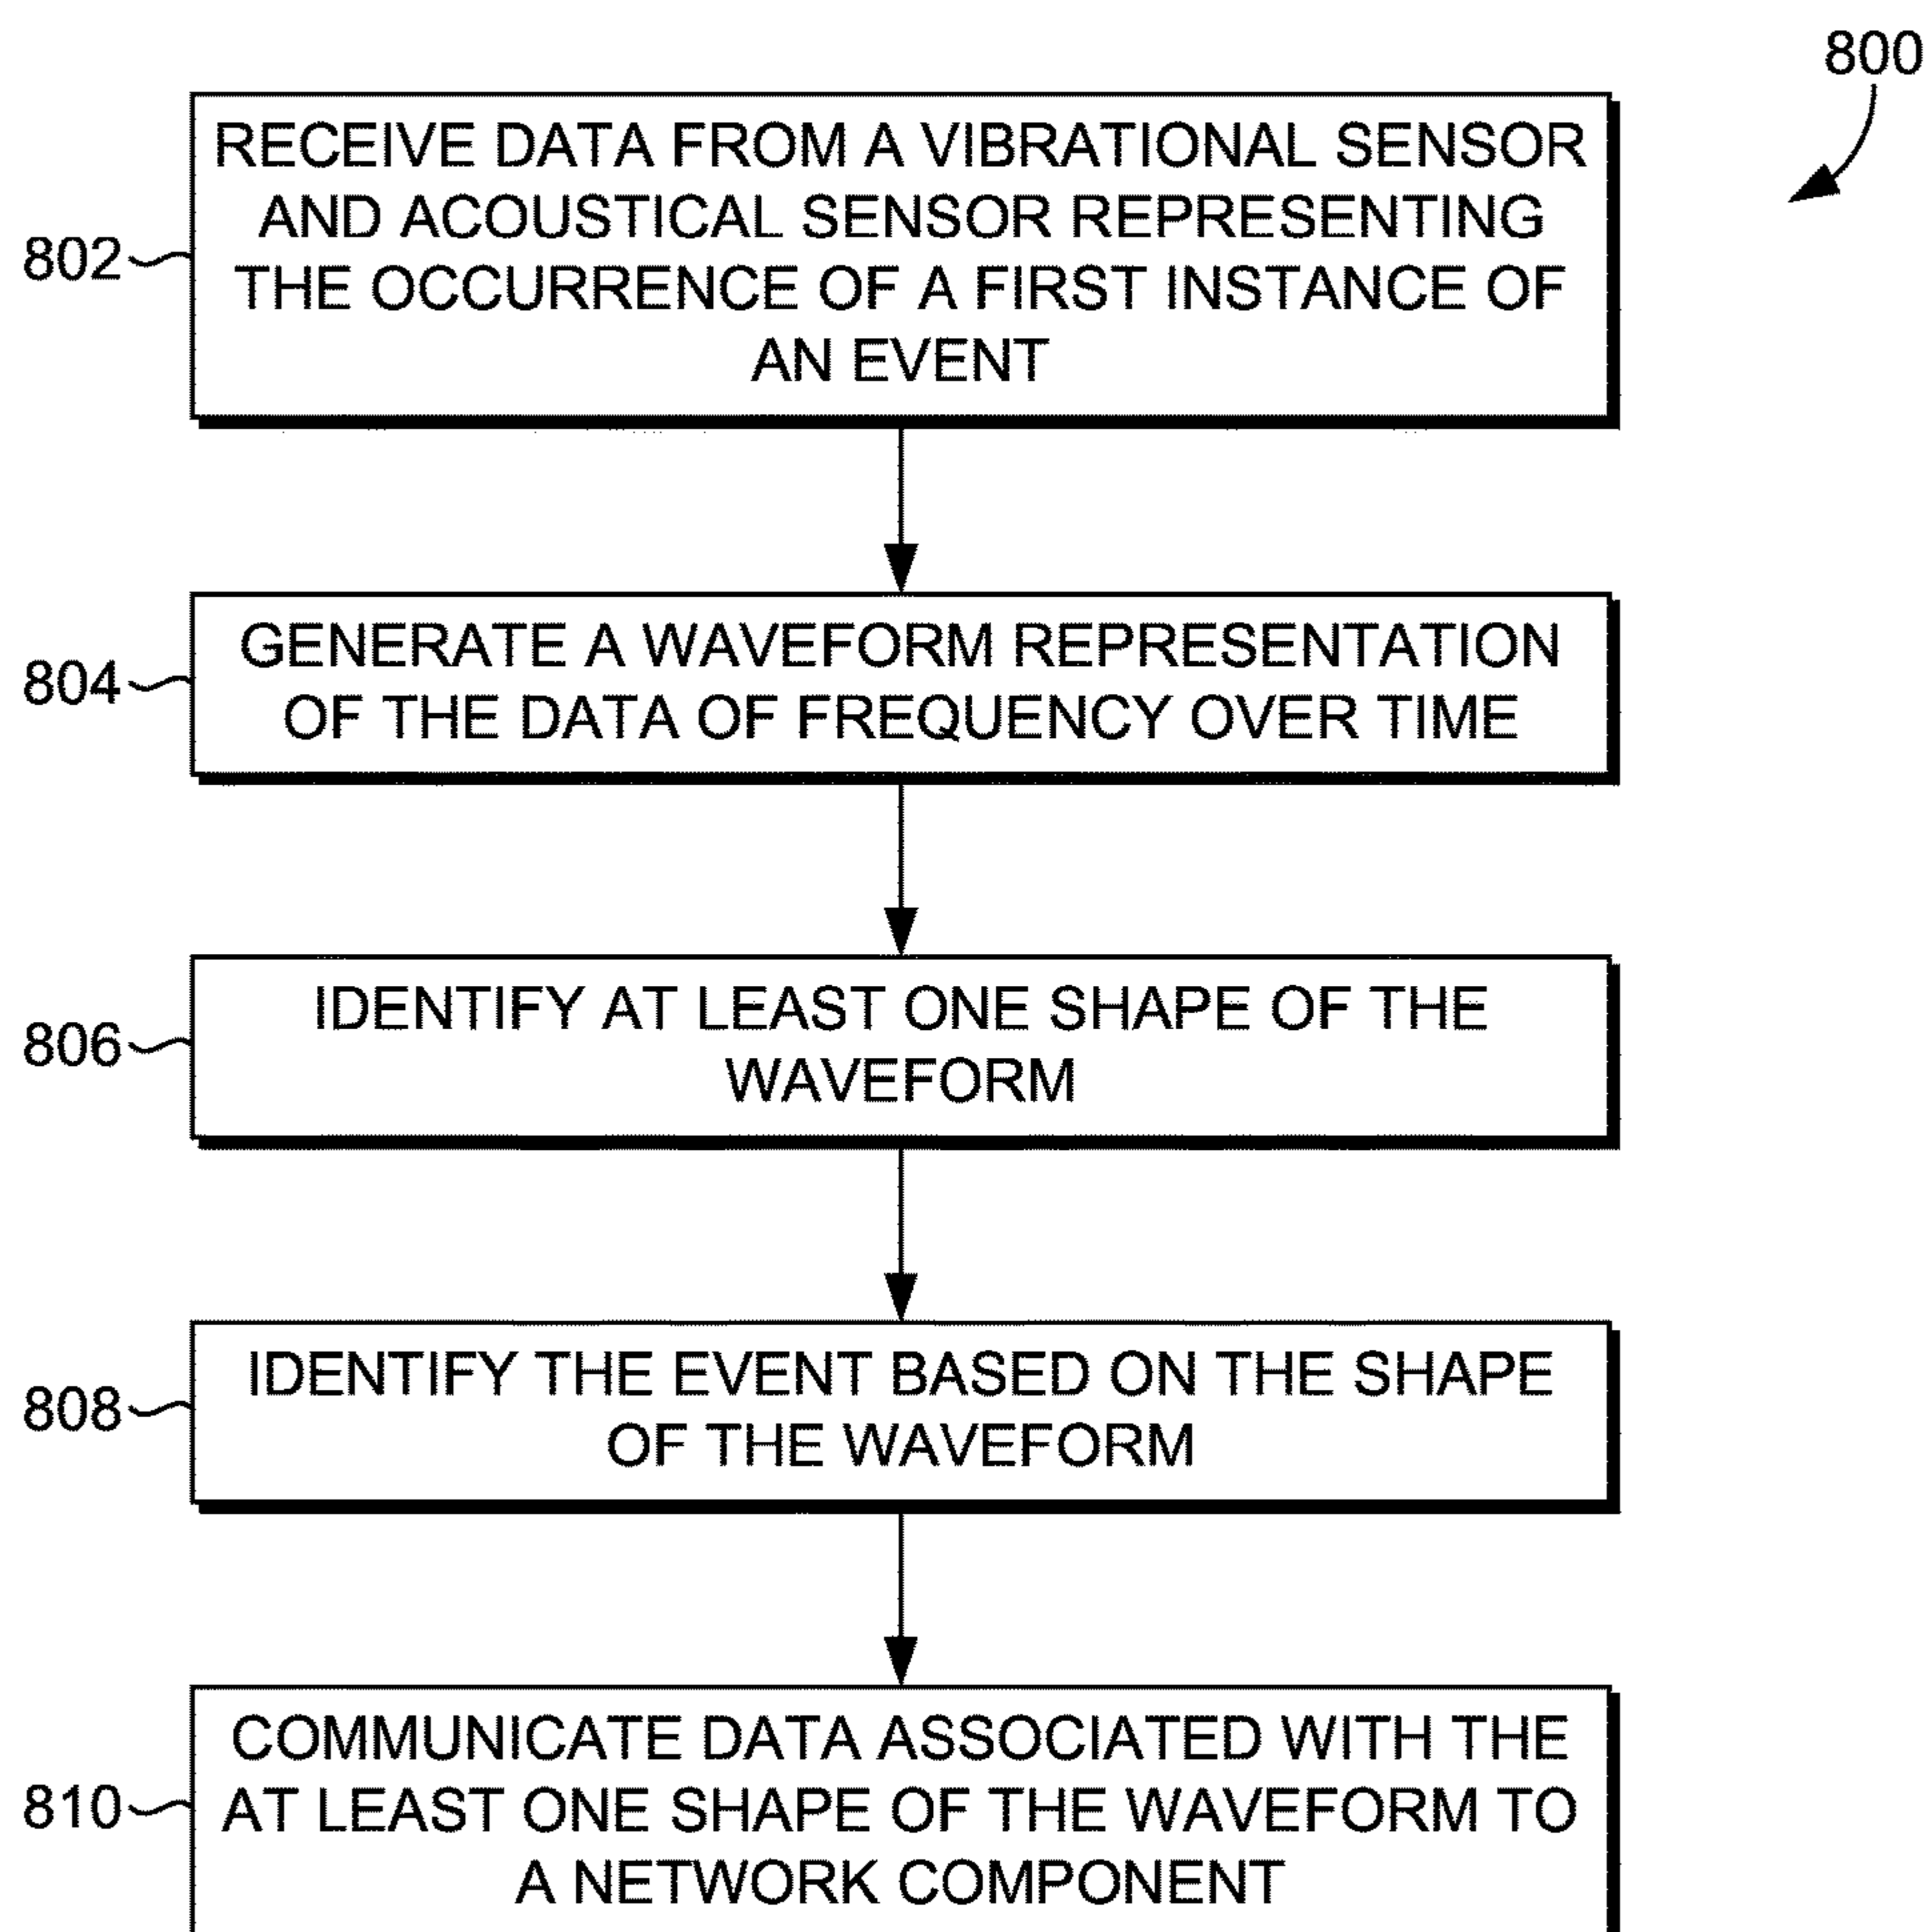 800
RECEIVE DATA FROM A VIBRATIONAL SENSOR
AND ACOUSTICAL SENSOR REPRESENTING
THE OCCURRENCE OF A FIRST INSTANCE OF
AN EVENT
802
GENERATE A WAVEFORM REPRESENTATION
OF THE DATA OF FREQUENCY OVER TIME
804
IDENTIFY AT LEAST ONE SHAPE OF THE
WAVEFORM
806
IDENTIFY THE EVENT BASED ON THE SHAPE
OF THE WAVEFORM
808
COMMUNICATE DATA ASSOCIATED WITH THE
AT LEAST ONE SHAPE OF THE WAVEFORM TO
A NETWORK COMPONENT
810